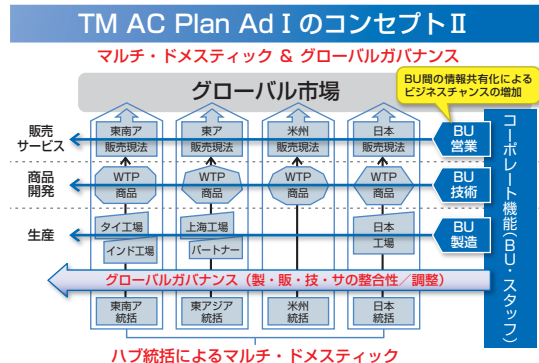 TM AC Plan Ad Ⅰ のコンセプトⅡ
マルチ・ドメスティック & グローバルガバナンス
BU間の情報共有化による
ビジネスチャンスの増加
グローバル市場
販売
サービス
東南ア
販売現法
東ア
販売現法
米州
販売現法
日本
販売現法
BU
営業
商品
開発
WTP
商品
WTP
商品
WTP
商品
WTP
商品
BU
技術
生産
タイ工場
インド工場
上海工場
パートナー
日本
工場
BU
製造
コーポレート機能(BU・スタッフ)
グローバルガバナンス(製・販・技・サの整合性/調整)
東南ア
統括
東アジア
統括
米州
統括
日本
統括
ハブ統括によるマルチ・ドメスティック